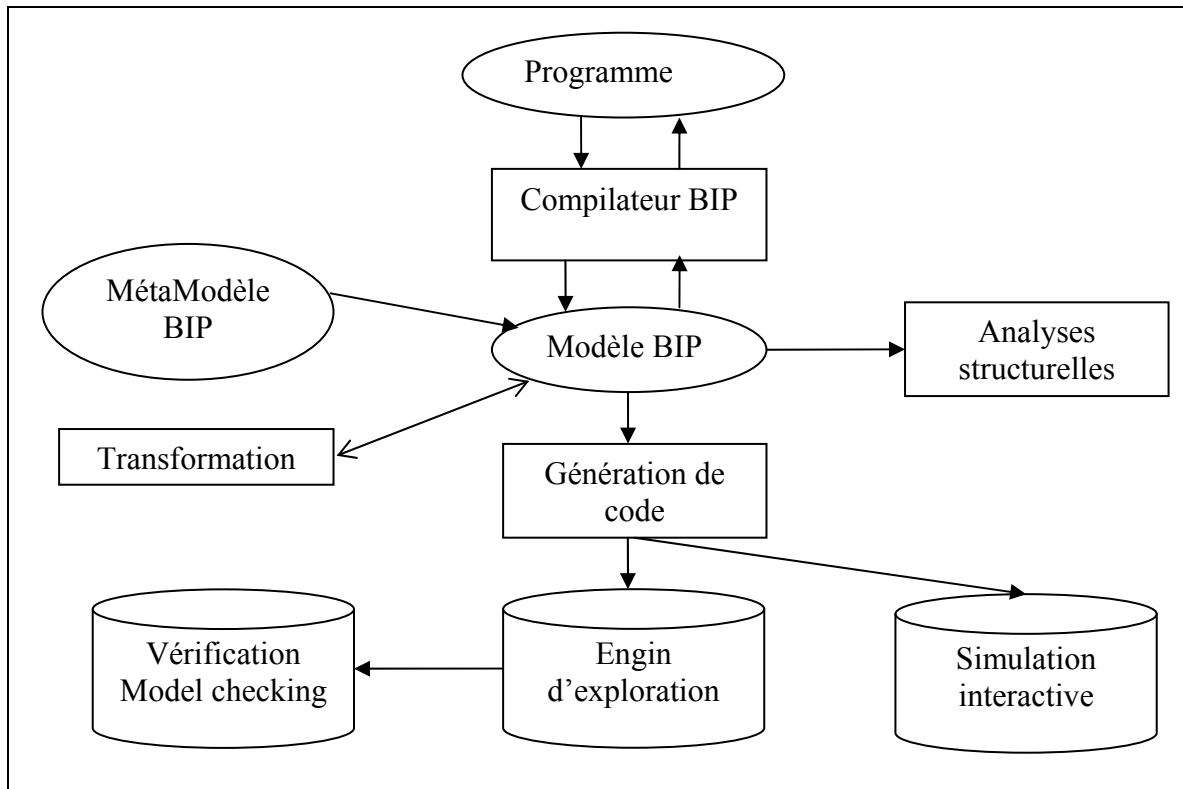 Programme
Compilateur BIP
MétaModèle
BIP
Modèle BIP
Analyses
structurelles
Transformation
Génération de
code
Vérification
Model checking
Engin
d’exploration
Simulation
interactive